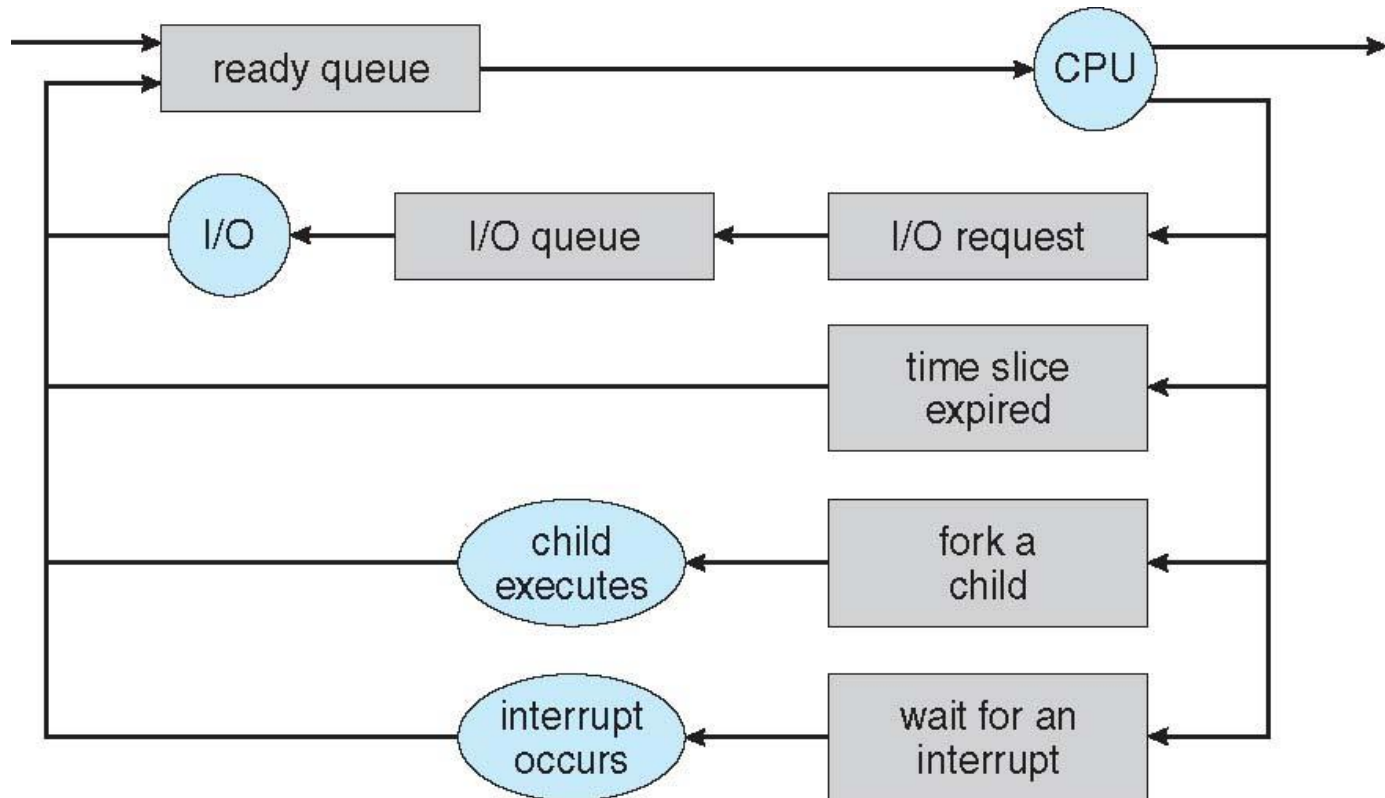 ready queue
CPU
I/O
I/O queue
I/O request
time slice
expired
child
executes
fork a
child
interrupt
occurs
wait for an
interrupt